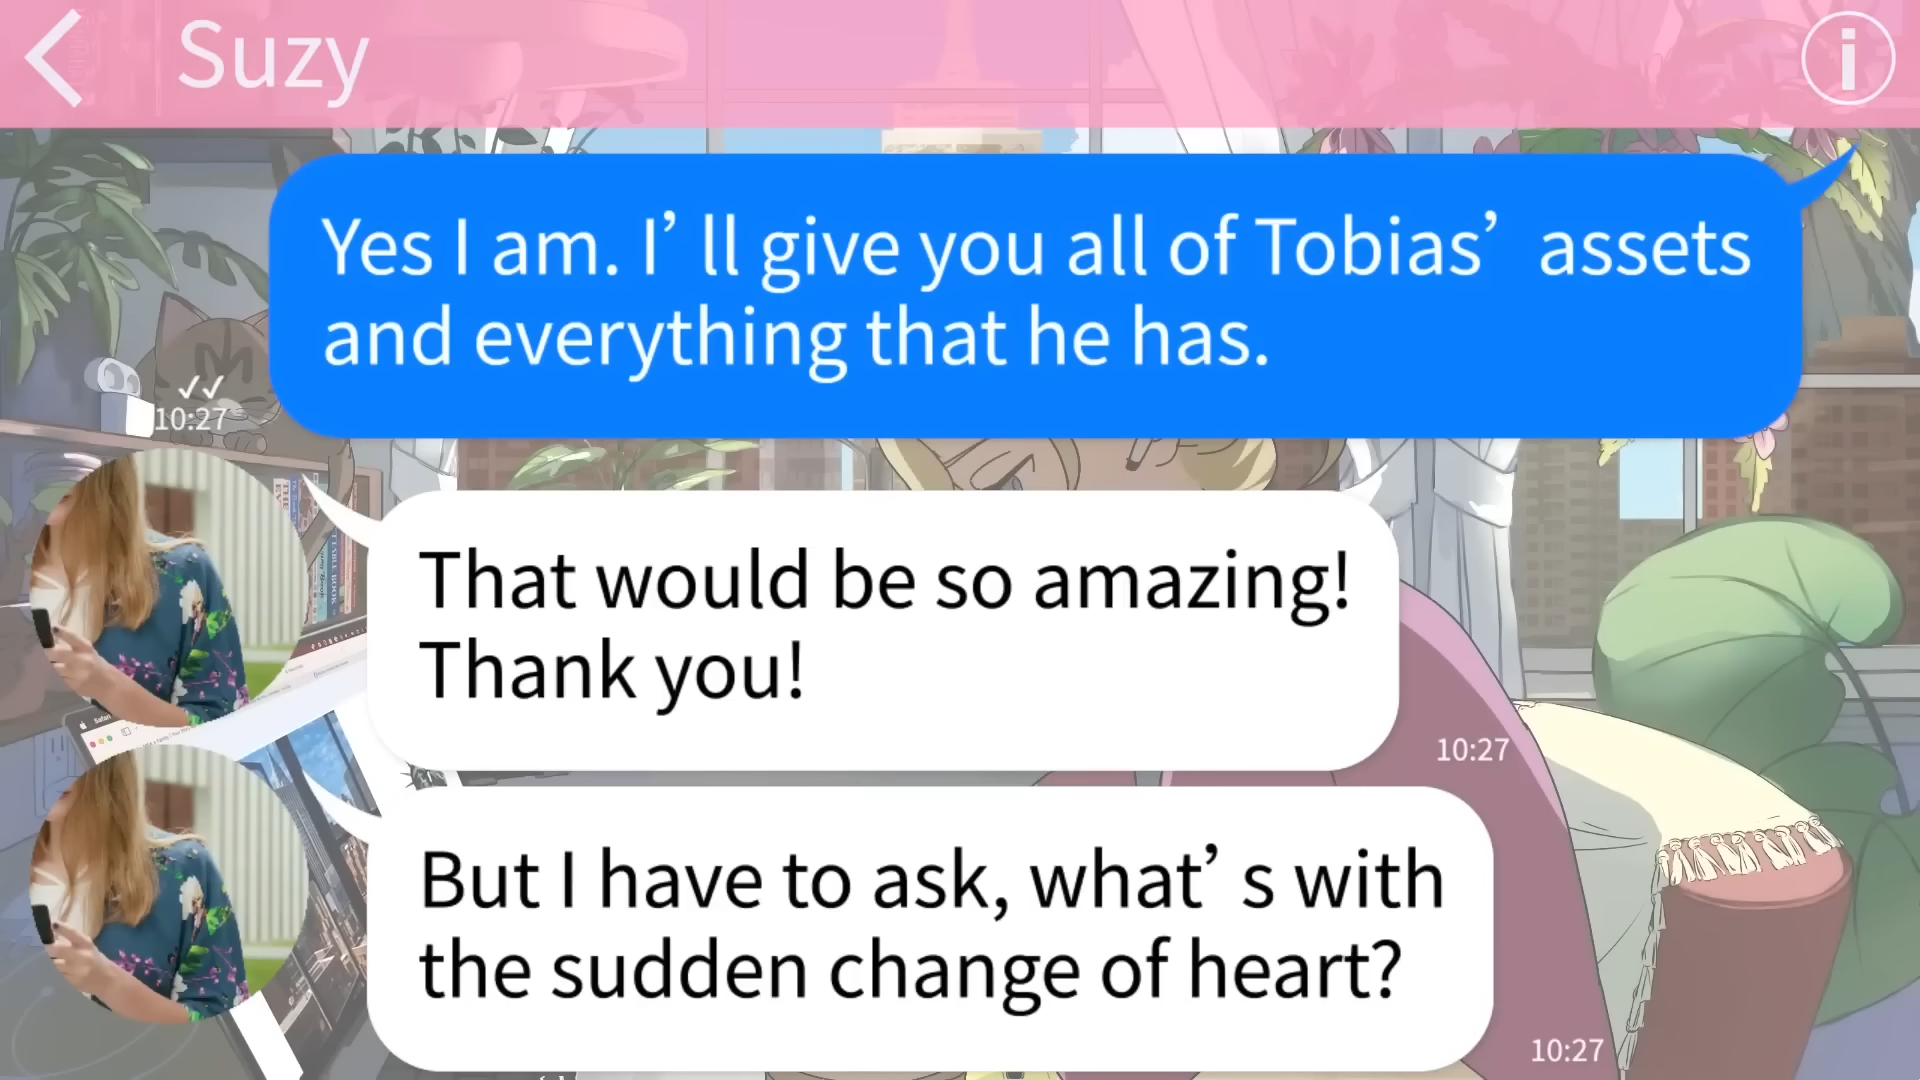 Suzy
Yes I am. I’ll give you all of Tobias’ assets
and everything that he has.
✓✓
10:27
That would be so amazing!
Thank you!
10:27
Safari
But I have to ask, what’s with
the sudden change of heart?
10:27